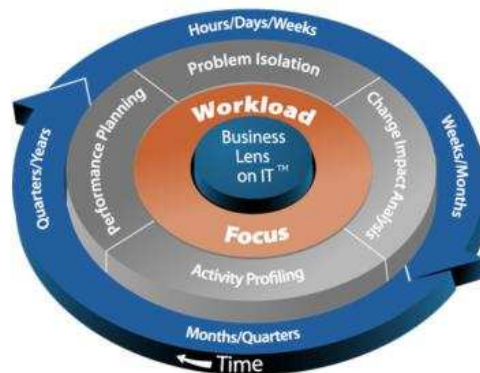 Hours/Days/Weeks
Problem Isolation
Workload
Business
Lens
on IT™
Focus
Performance Planning
Change Impact Analysis
Quarters/Years
Weeks/Months
Activity Profiling
Months/Quarters
Time